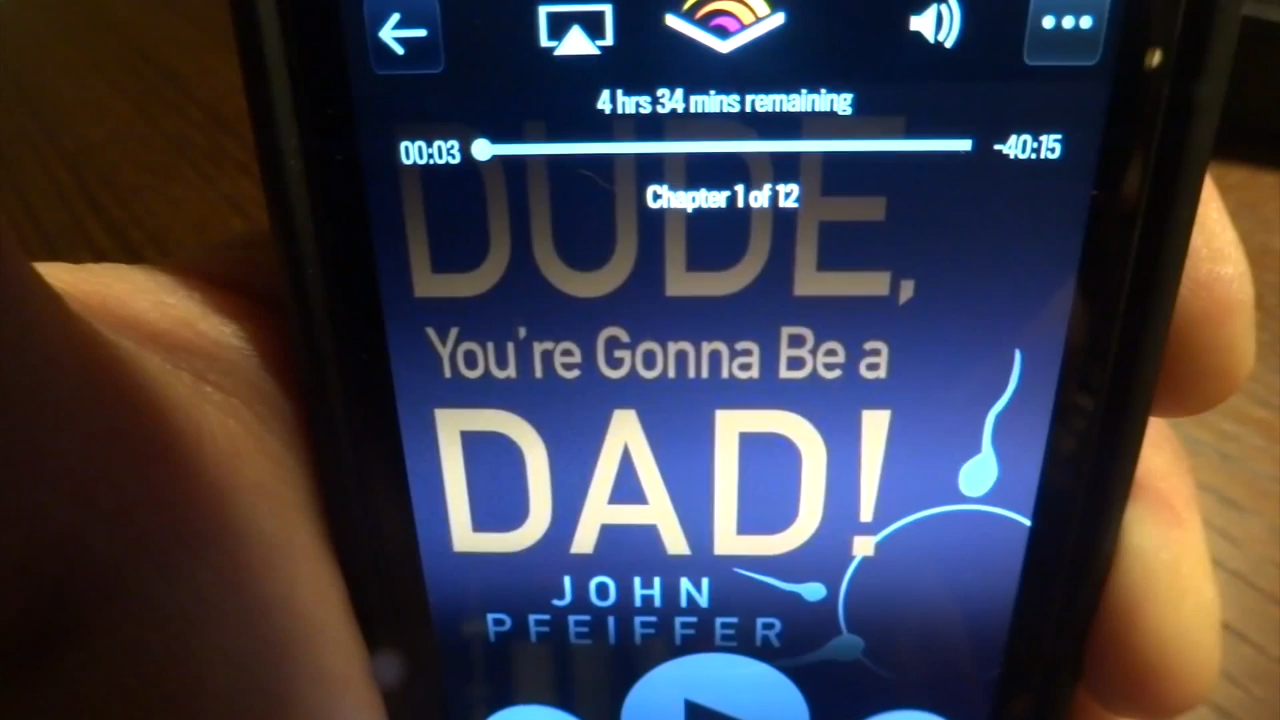 4 hrs 34 mins remaining
00:03 -40:15
Chapter 1 of 12
DUDE,
You're Gonna Be a
DAD!
JOHN
PFEIFFER